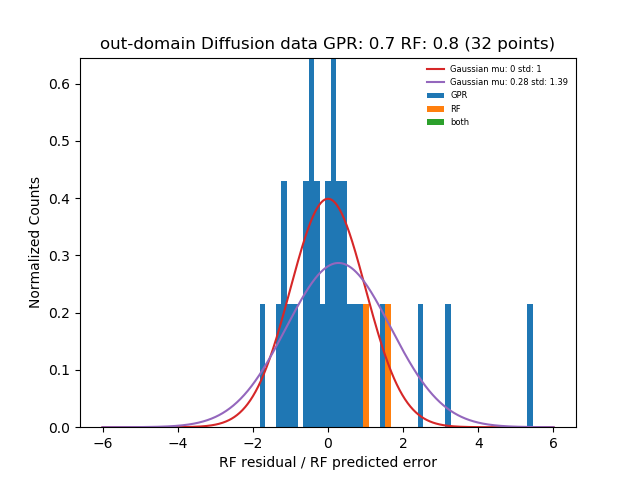 out-domain Diffusion data GPR: 0.7 RF: 0.8 (32 points)
Gaussian mu: 0 std: 1
Gaussian mu: 0.28 std: 1.39
GPR
RF
both
Normalized Counts
0.6
0.5
0.4
0.3
0.2
0.1
0.0
−6 −4 −2 0 2 4 6
RF residual / RF predicted error